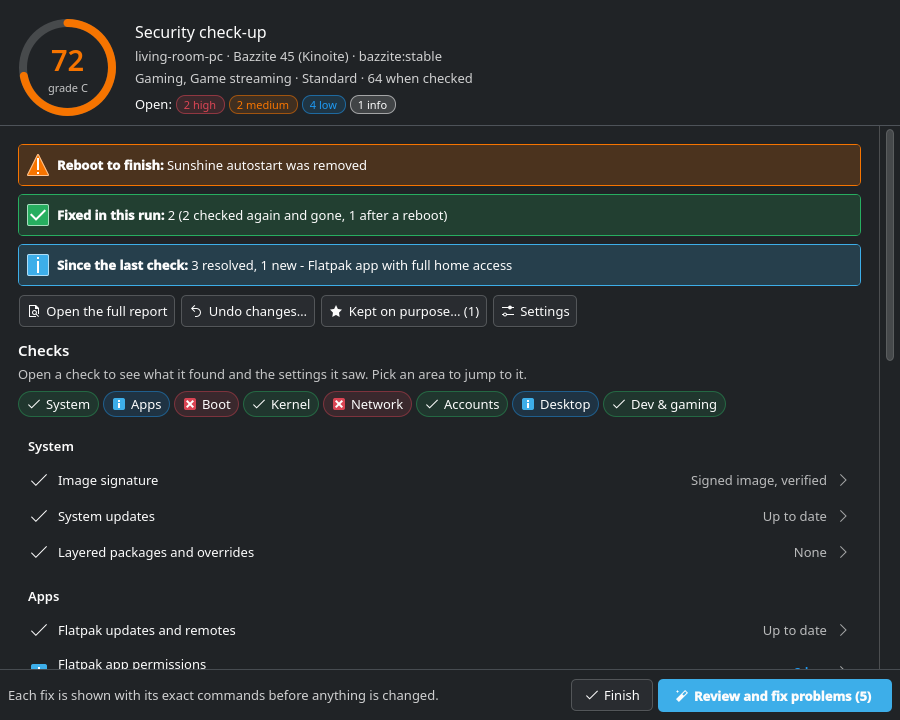 72
grade C
Security check-up
living-room-pc · Bazzite 45 (Kinoite) · bazzite:stable
Gaming, Game streaming · Standard · 64 when checked
Open: 2 high 2 medium 4 low 1 info
Reboot to finish: Sunshine autostart was removed
Fixed in this run: 2 (2 checked again and gone, 1 after a reboot)
Since the last check: 3 resolved, 1 new - Flatpak app with full home access
Open the full report Undo changes... Kept on purpose... (1) Settings
Checks
Open a check to see what it found and the settings it saw. Pick an area to jump to it.
System Apps Boot Kernel Network Accounts Desktop Dev & gaming
System
Image signature Signed image, verified
System updates Up to date
Layered packages and overrides None
Apps
Flatpak updates and remotes Up to date
Flatpak app permissions
Each fix is shown with its exact commands before anything is changed. Finish Review and fix problems (5)